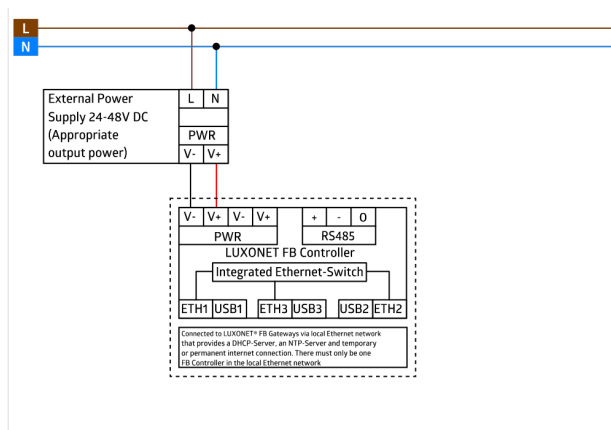 L
N
External Power
Supply 24-48V DC
(Appropriate
output power)
L N
PWR
V- V+
V- V+ V- V+
+ - 0
PWR
RS485
LUXONET FB Controller
Integrated Ethernet-Switch
ETH1 USB1 ETH3 USB3 USB2 ETH2
Connected to LUXONET® FB Gateways via local Ethernet network
that provides a DHCP-Server, an NTP-Server and temporary
or permanent internet connection. There must only be one
FB Controller in the local Ethernet network